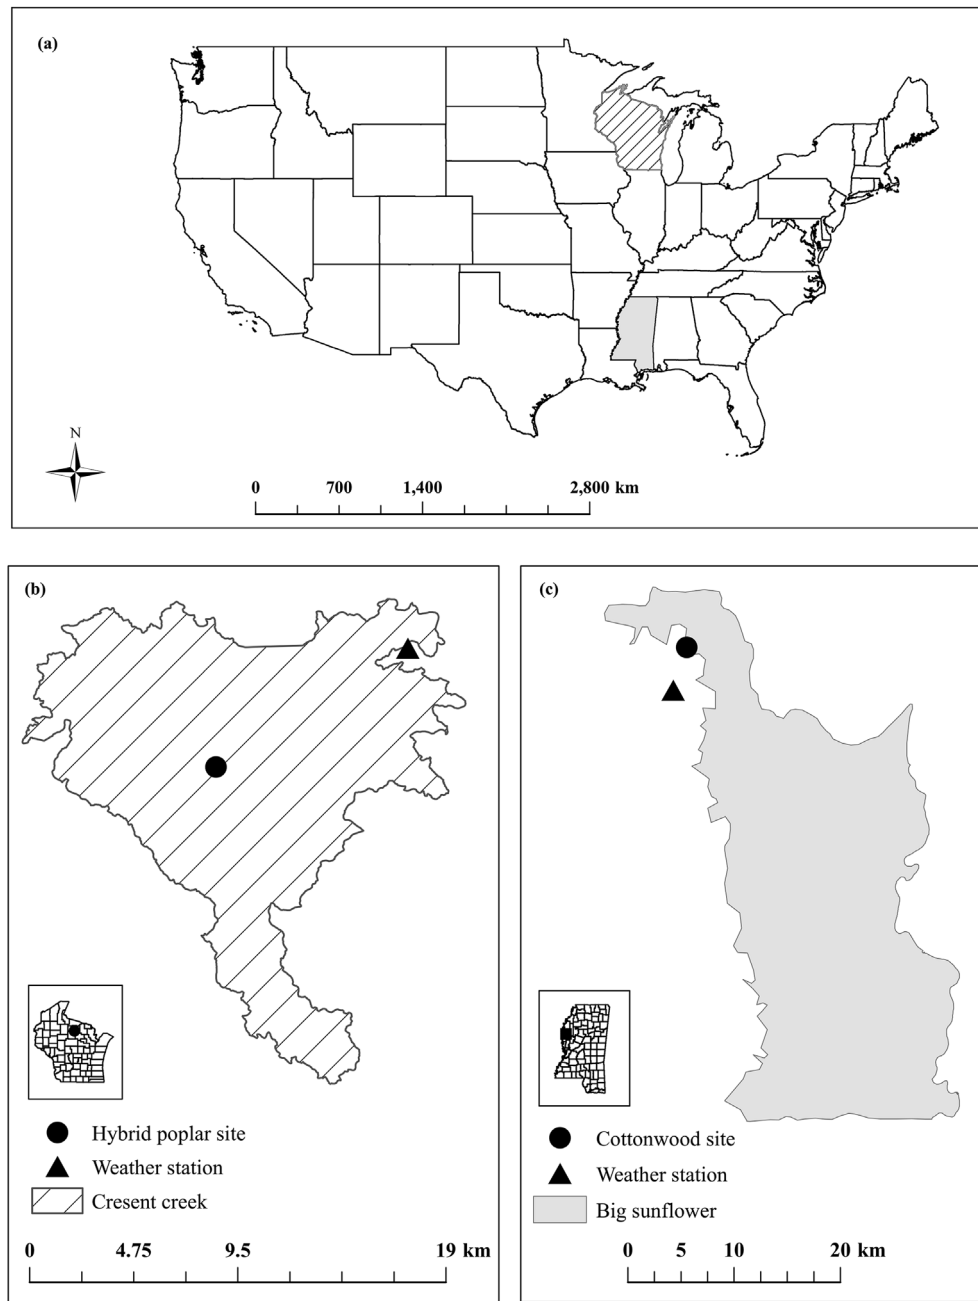 (a)
N
0 700 1,400 2,800 km
(b)
Hybrid poplar site
Weather station
Cresent creek
0 4.75 9.5 19 km
(c)
Cottonwood site
Weather station
Big sunflower
0 5 10 20 km